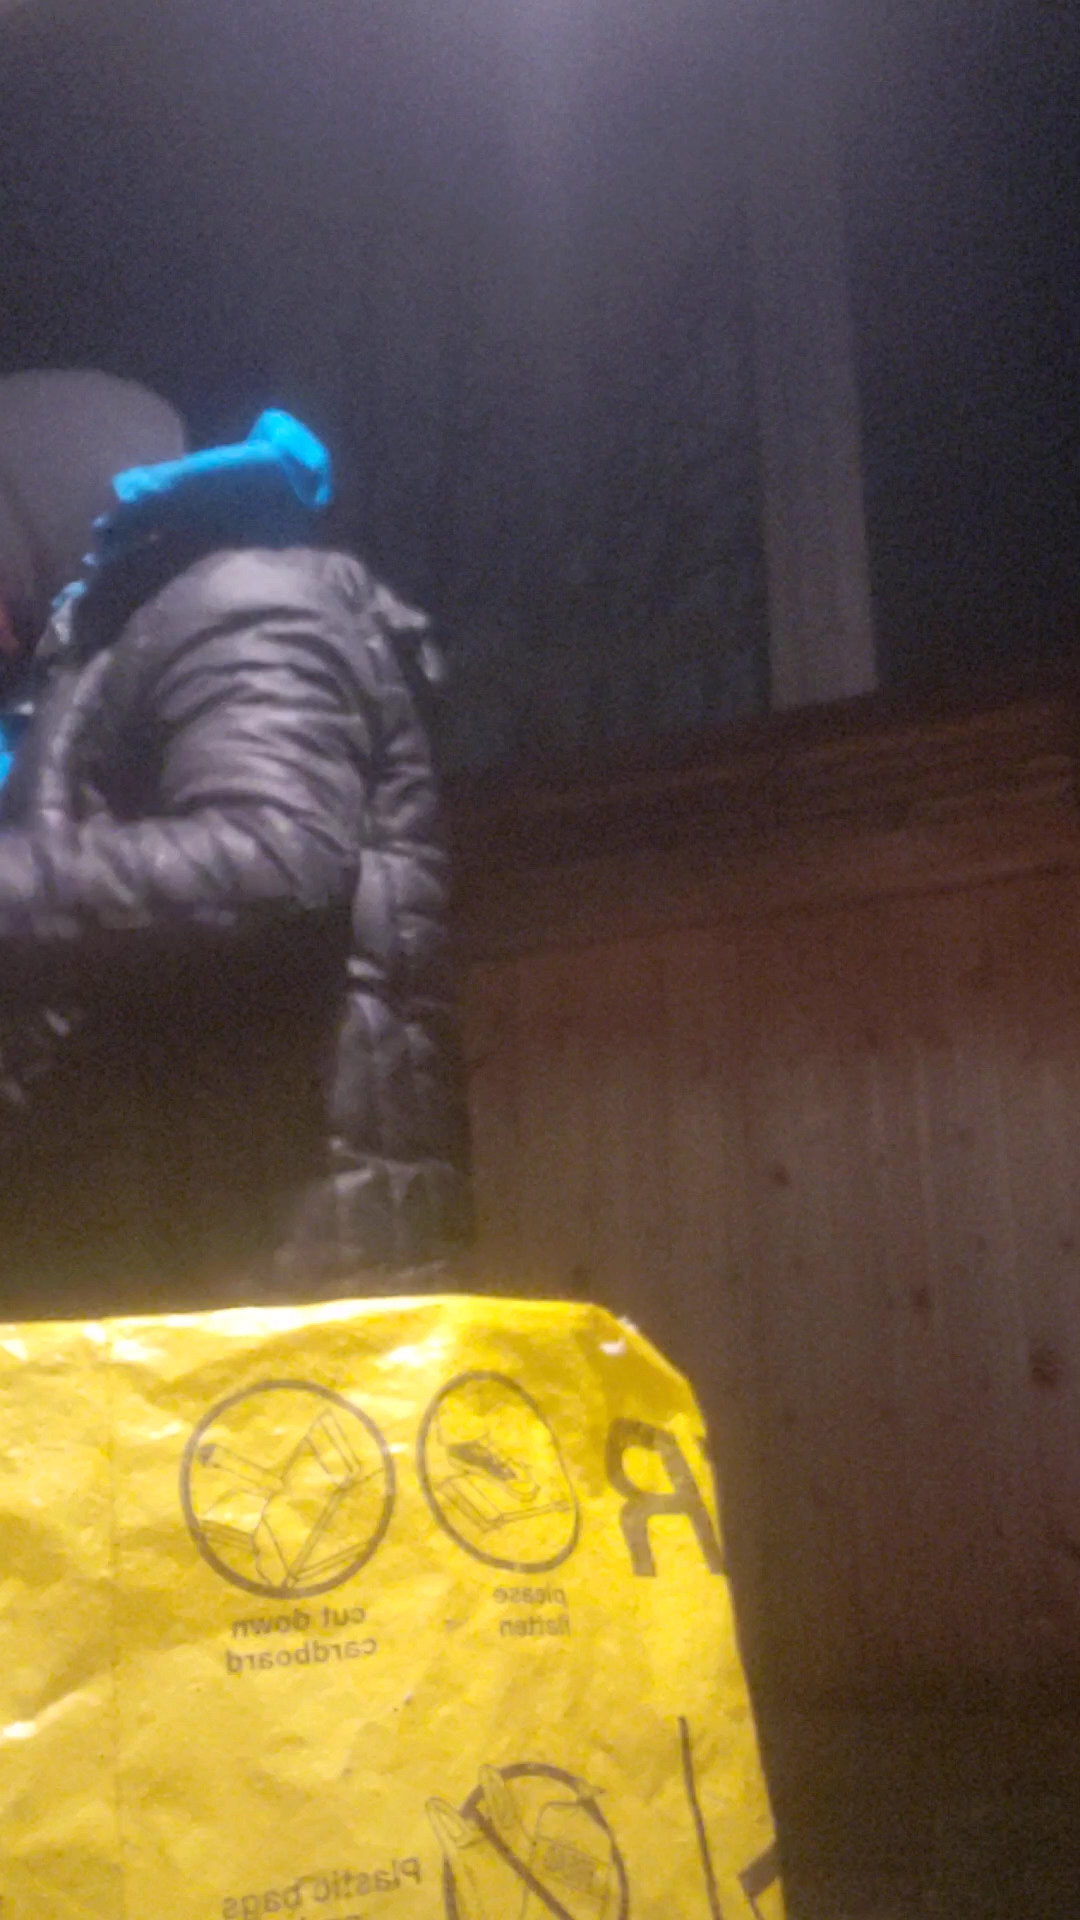 please
flatten
cut down
cardboard
Plastic bags